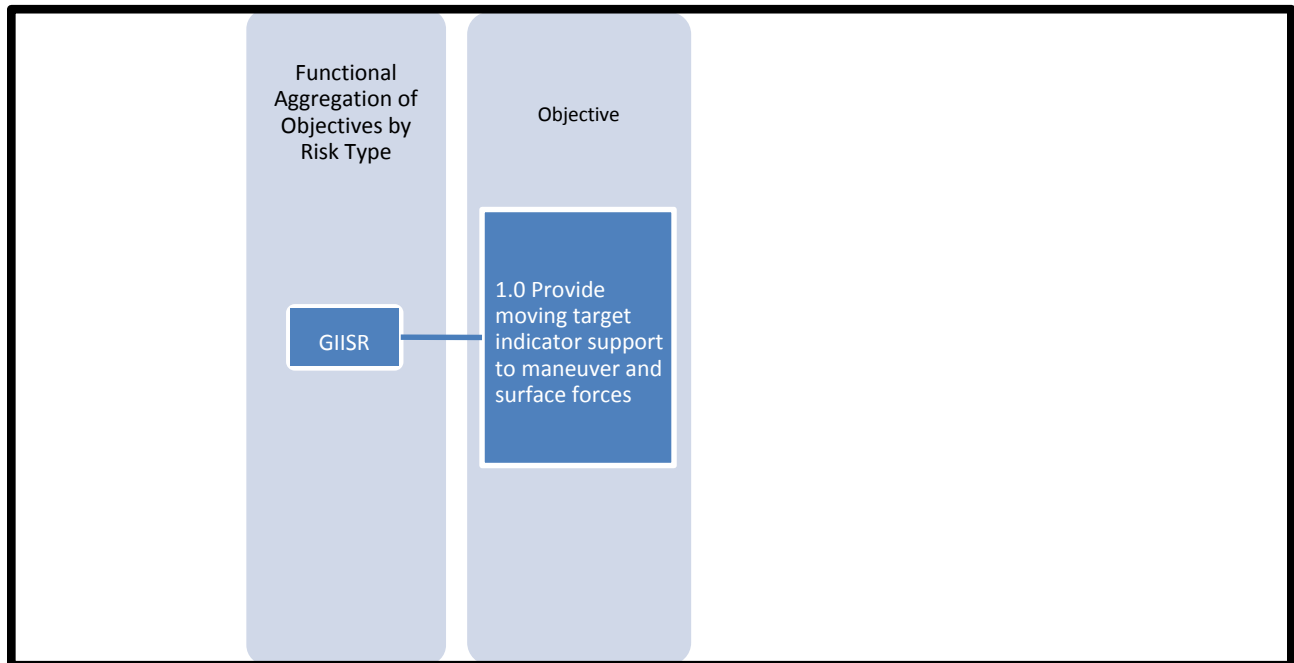 Functional
Aggregation of
Objectives by
Risk Type
Objective
GIISR
1.0 Provide
moving target
indicator support
to maneuver and
surface forces